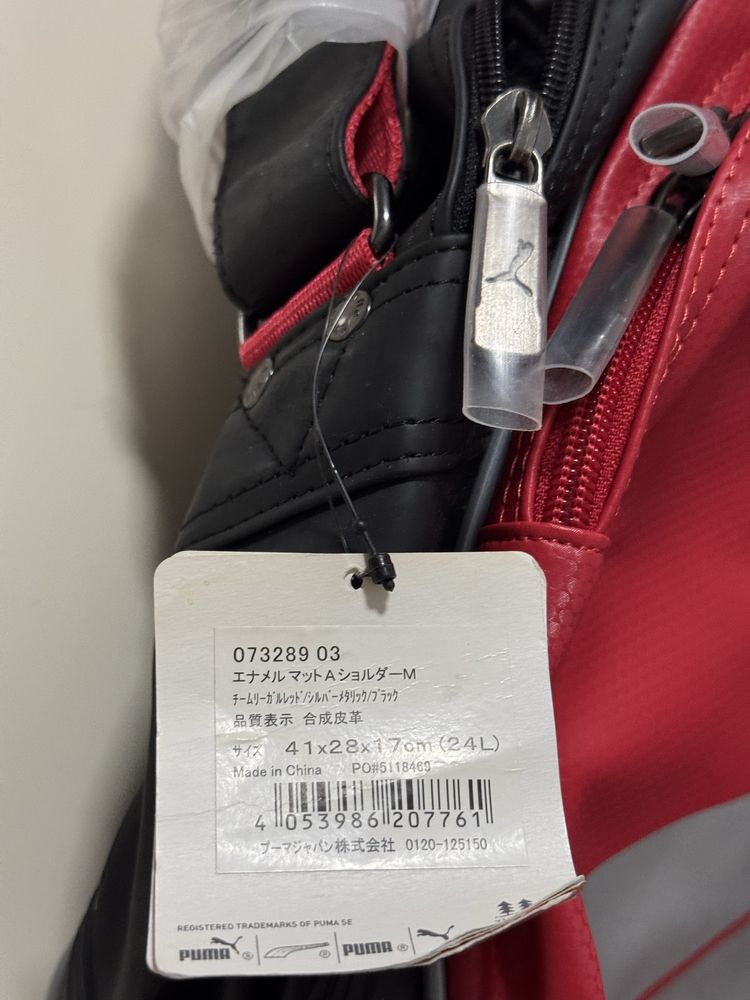 073289 03
エナメル マットAショルダーM
チームリーガルレッド/シルバーメタリック/ブラック
品質表示 合成皮革
サイズ 41x28x17cm(24L)
Made in China PO#5118469
4 053986 207761
プーマジャパン株式会社 0120-125150
REGISTERED TRADEMARKS OF PUMA SE
PUMA® ® PUMA®